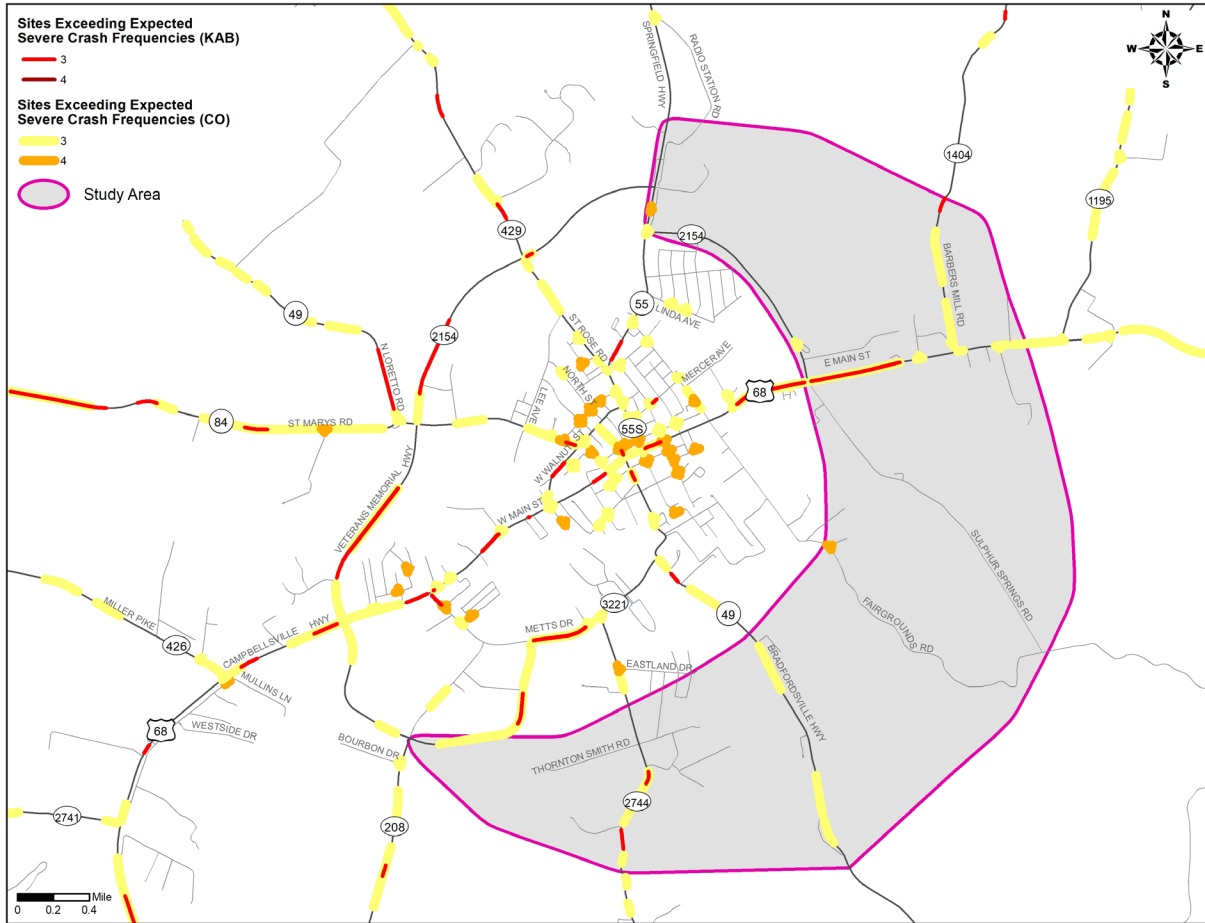 Sites Exceeding Expected
Severe Crash Frequencies (KAB)
3
4
Sites Exceeding Expected
Severe Crash Frequencies (CO)
3
4
Study Area
N
W E
S
SPRINGFIELD HWY
RADIO STATION RD
1404
1195
429
2154
BARBERS MILL RD
49
2154
55
LINDA AVE
N LORETTO RD
ST ROSE RD
MERCER AVE
E MAIN ST
68
NORTH ST
LEE AVE
84
ST MARYS RD
55S
W WALNUT ST
VETERANS MEMORIAL HWY
W MAIN ST
SULPHUR SPRINGS RD
MILLER PIKE
3221
49
FAIRGROUNDS RD
METTS DR
426
CAMPBELLSVILLE HWY
MULLINS LN
EASTLAND DR
BRADFORDSVILLE HWY
68
WESTSIDE DR
BOURBON DR
THORNTON SMITH RD
2741
208
2744
Mile
0 0.2 0.4